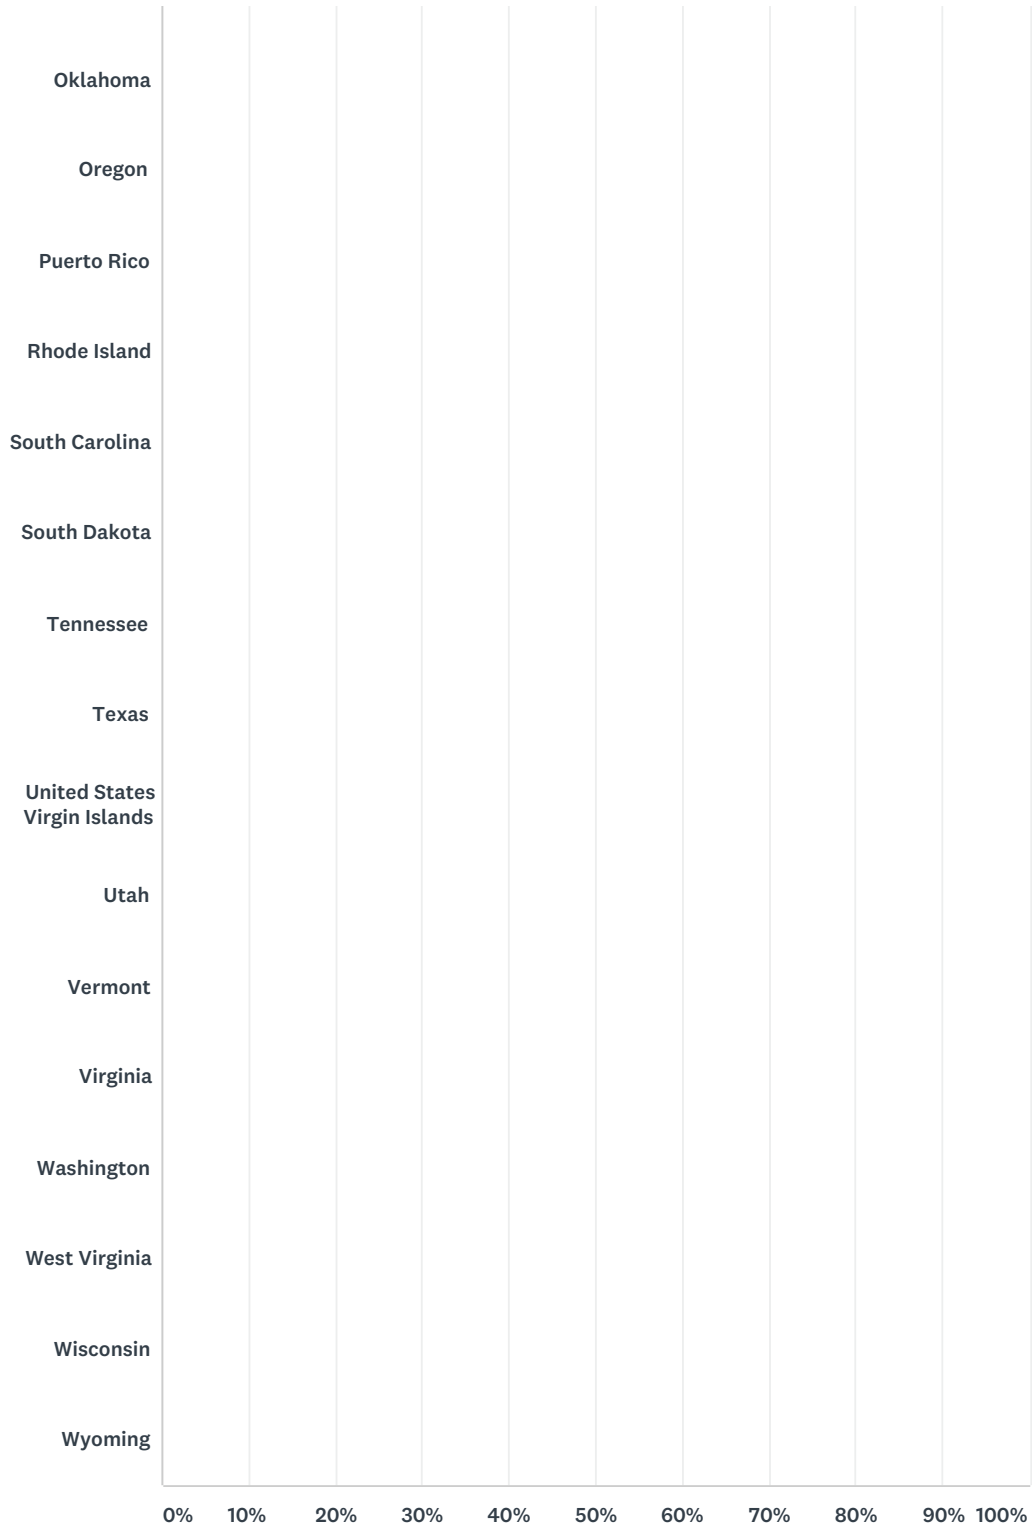 Oklahoma
Oregon
Puerto Rico
Rhode Island
South Carolina
South Dakota
Tennessee
Texas
United States
Virgin Islands
Utah
Vermont
Virginia
Washington
West Virginia
Wisconsin
Wyoming
0% 10% 20% 30% 40% 50% 60% 70% 80% 90% 100%